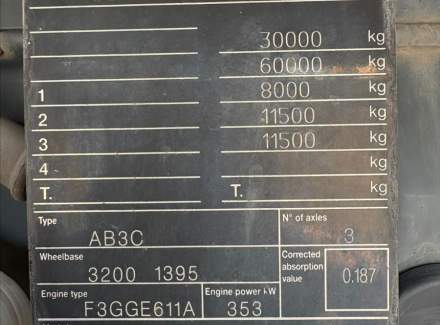 30000 kg
60000 kg
1 8000 kg
2 11500 kg
3 11500 kg
4 kg
T. T. kg
Type N° of axles
AB3C 3
Wheelbase Corrected absorption value
3200 1395 0.187
Engine type Engine power kW
F3GGE611A 353